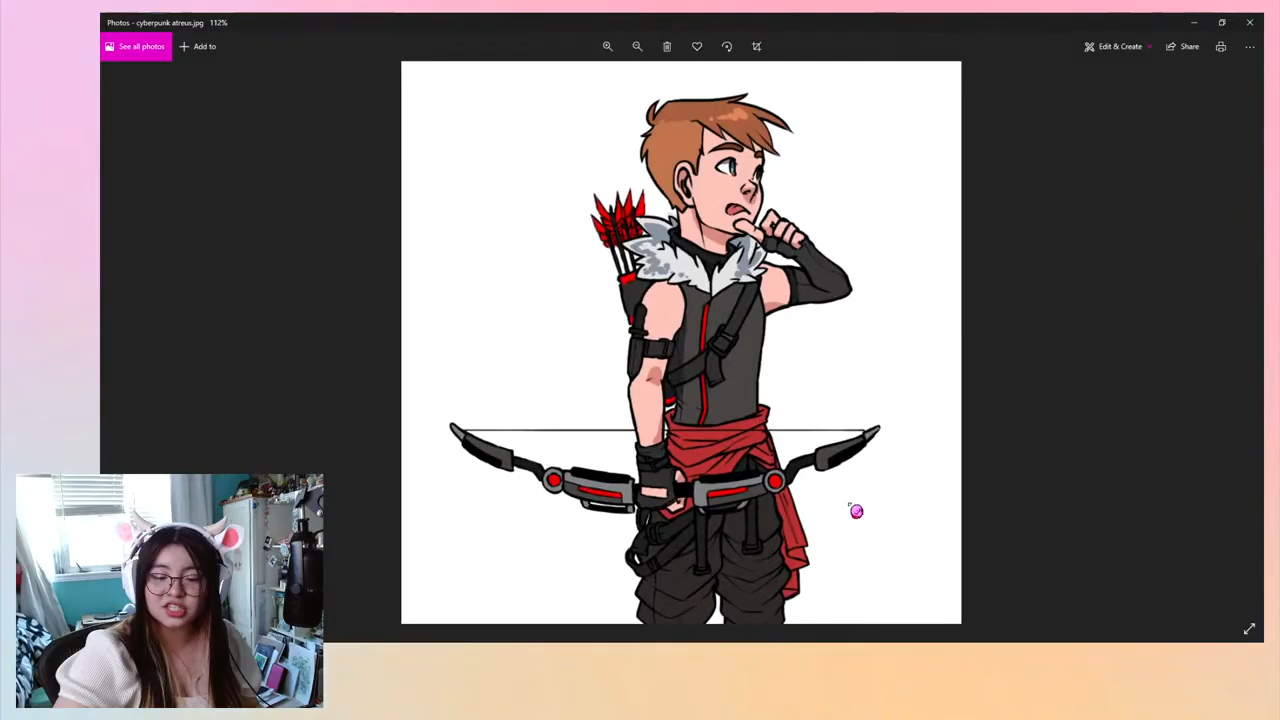 Photos - cyberpunk atreus.jpg 112%
See all photos
Add to
Edit & Create
Share